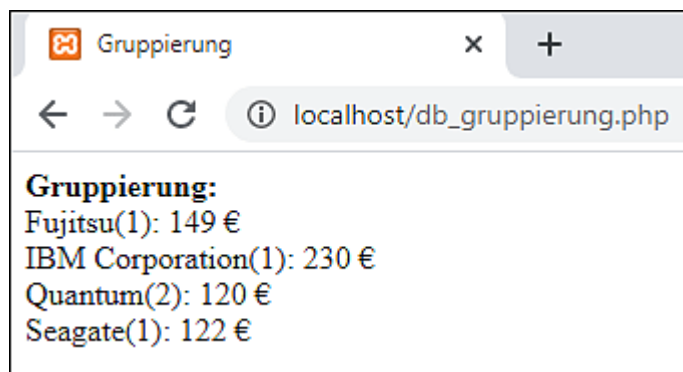 Gruppierung
localhost/db_gruppierung.php
Gruppierung:
Fujitsu(1): 149 €
IBM Corporation(1): 230 €
Quantum(2): 120 €
Seagate(1): 122 €